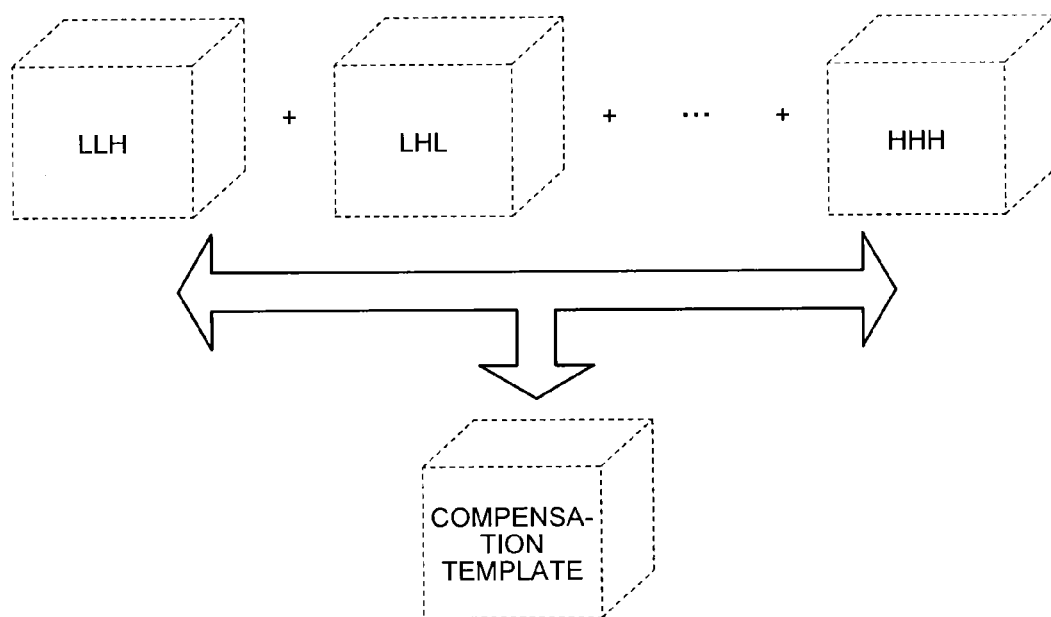 LLH + LHL + ... + HHH
COMPENSA-
TION
TEMPLATE